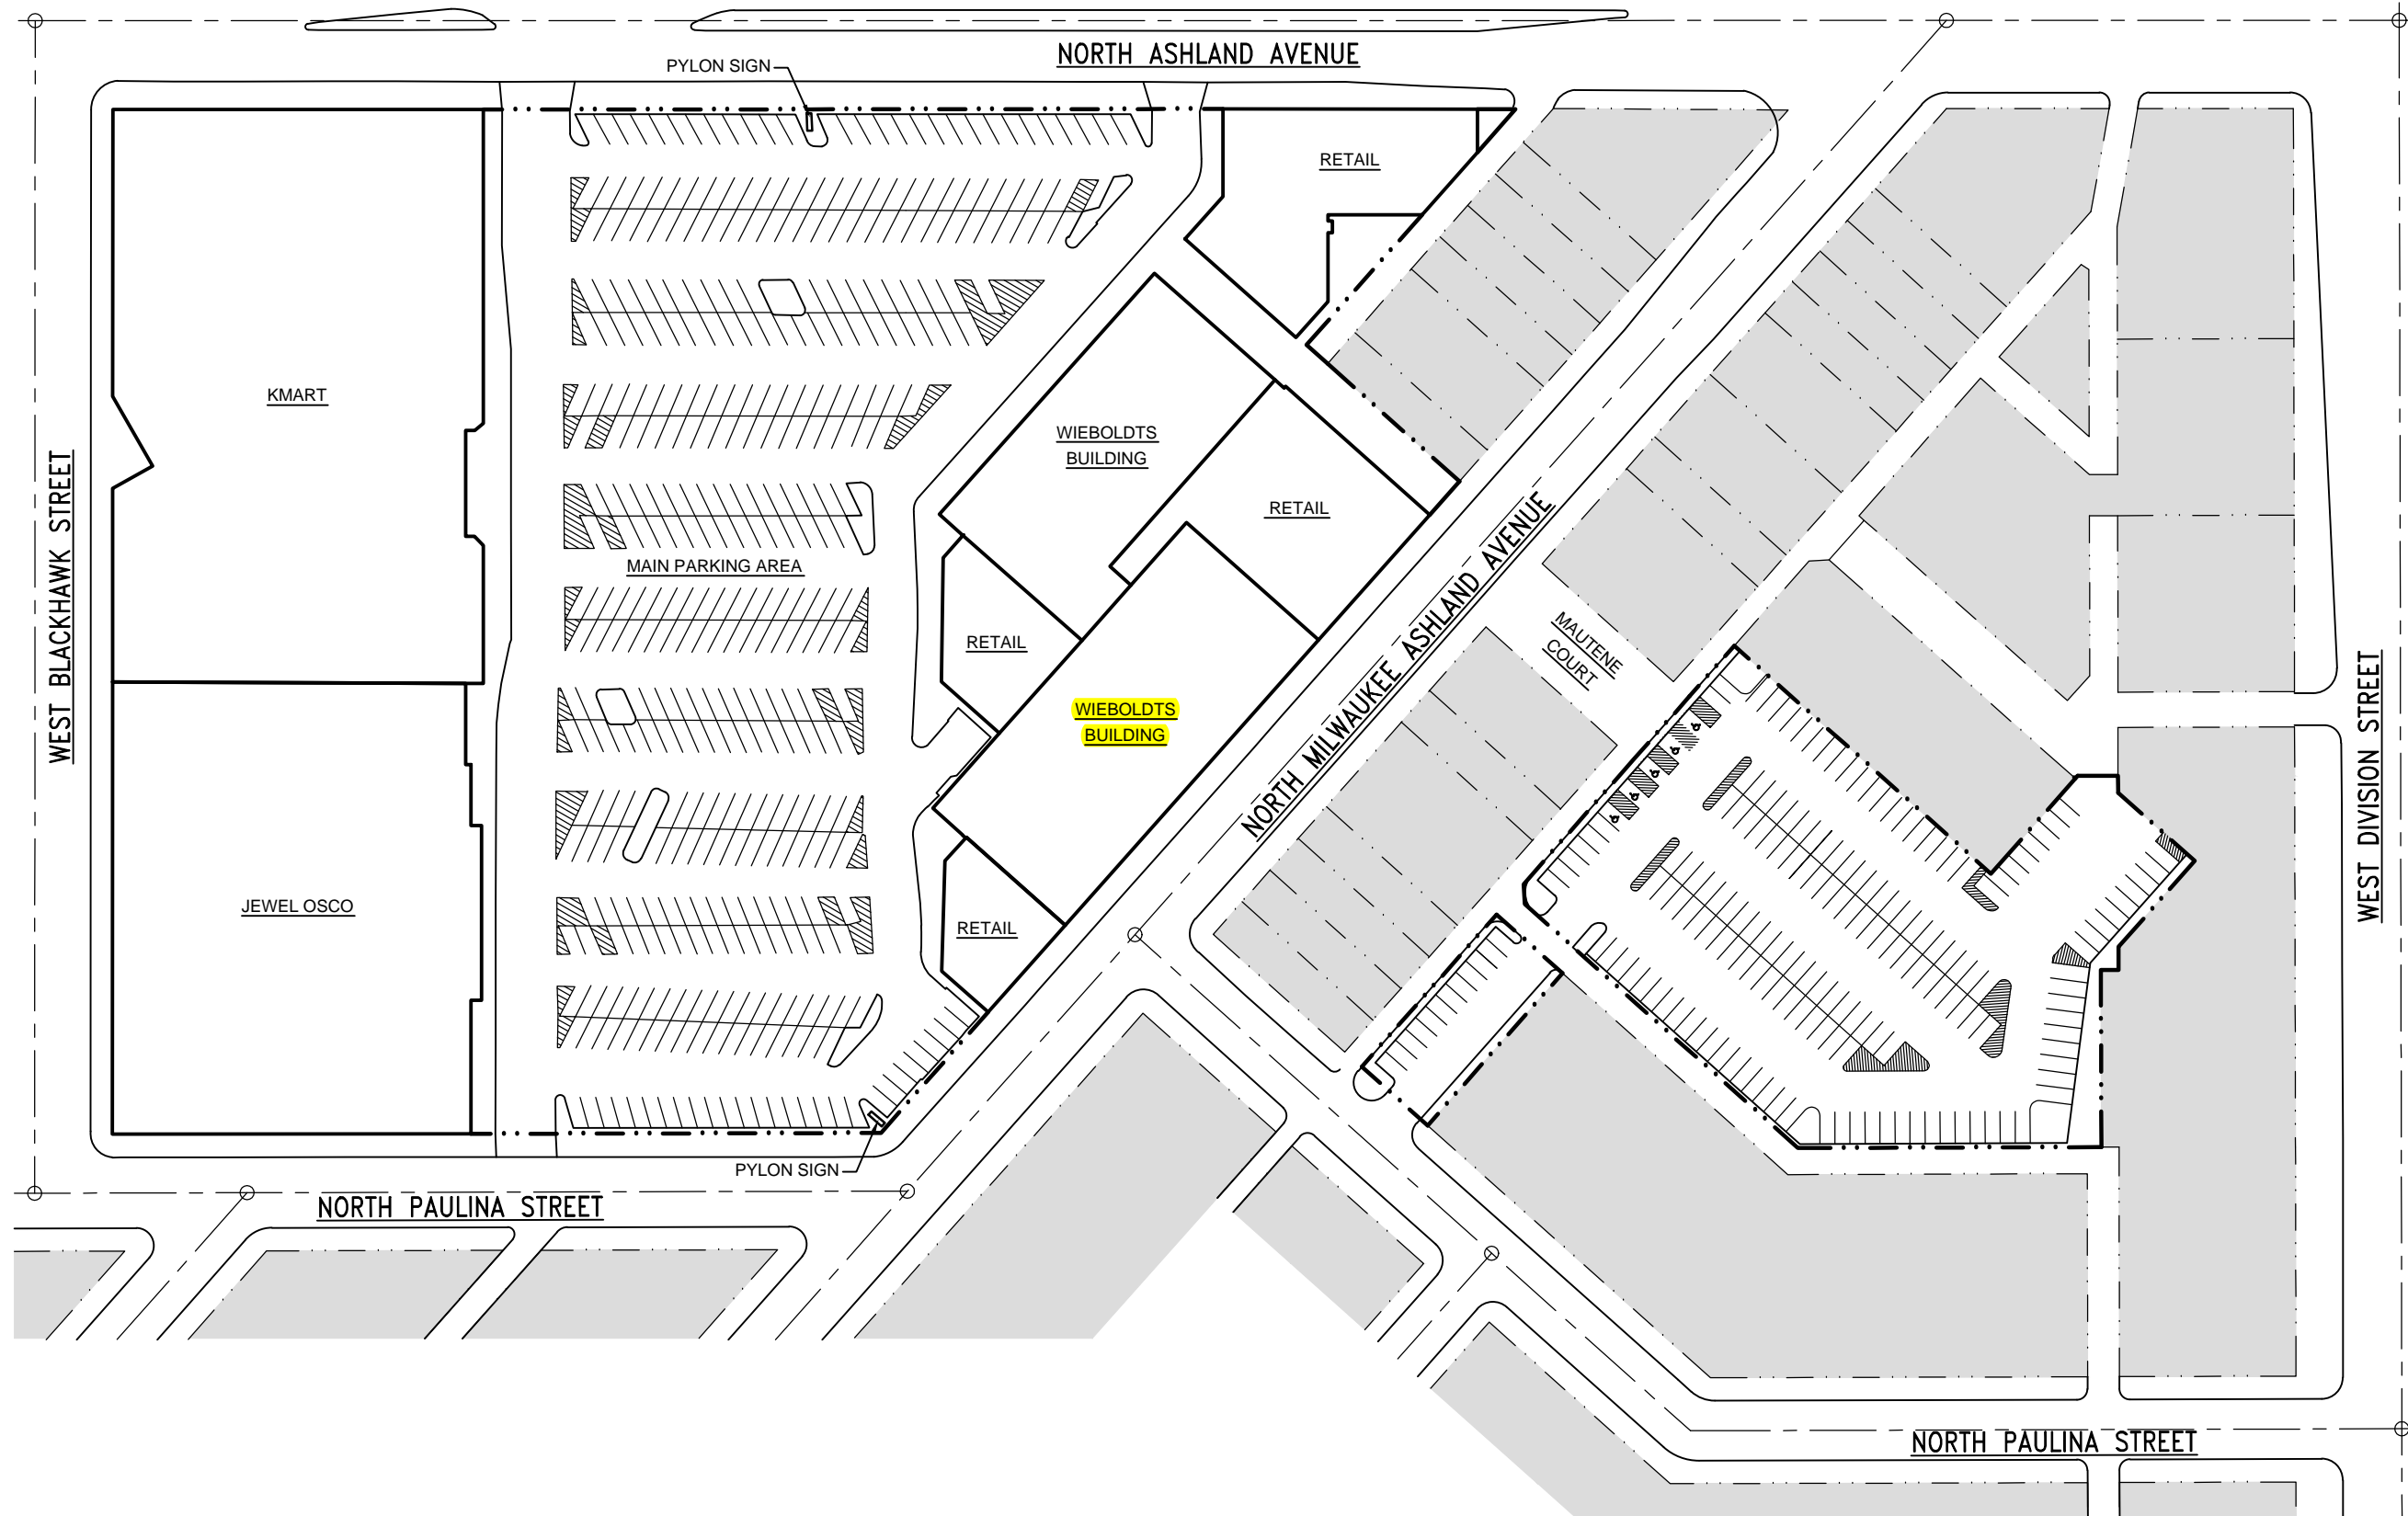 NORTH ASHLAND AVENUE
PYLON SIGN
RETAIL
KMART
WIEBOLDTS
BUILDING
RETAIL
WEST BLACKHAWK STREET
MAIN PARKING AREA
NORTH MILWAUKEE ASHLAND AVENUE
MAUTENE
COURT
RETAIL
WIEBOLDTS
BUILDING
WEST DIVISION STREET
JEWEL OSCO
RETAIL
PYLON SIGN
NORTH PAULINA STREET
NORTH PAULINA STREET